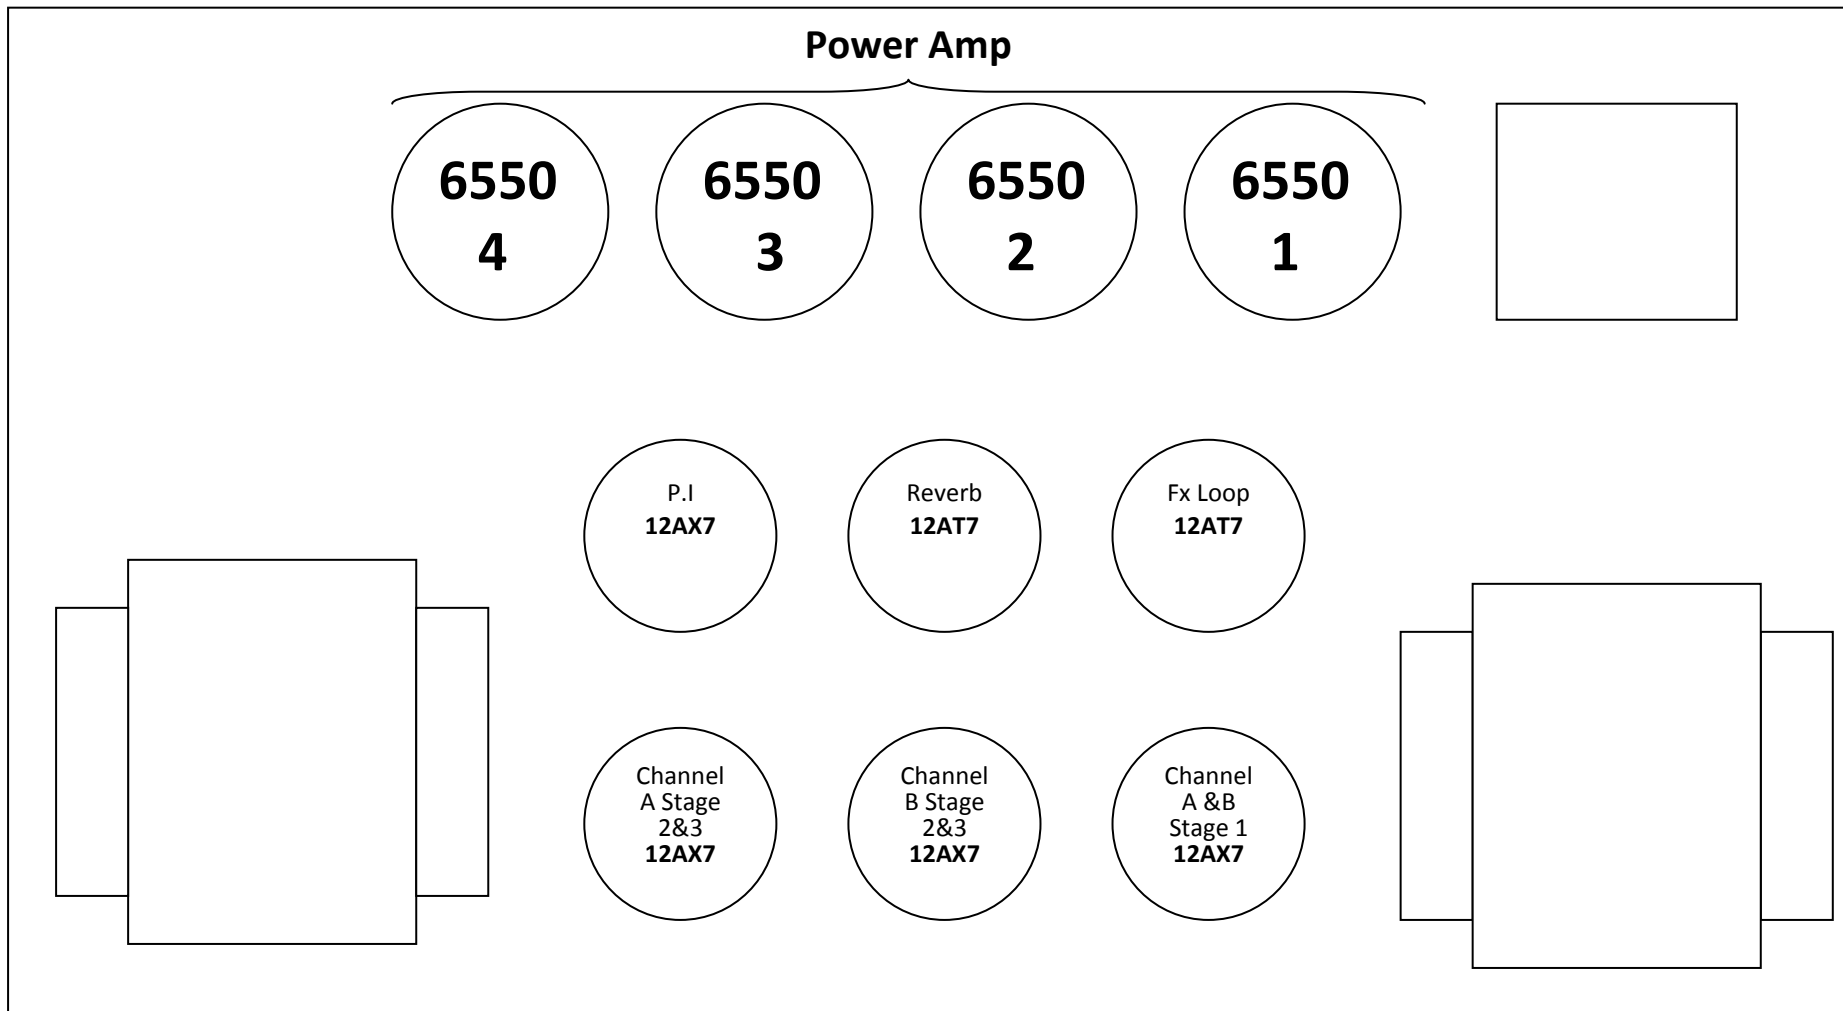 Power Amp
6550
4
6550
3
6550
2
6550
1
P.I
12AX7
Reverb
12AT7
Fx Loop
12AT7
Channel
A Stage
2&3
12AX7
Channel
B Stage
2&3
12AX7
Channel
A &B
Stage 1
12AX7